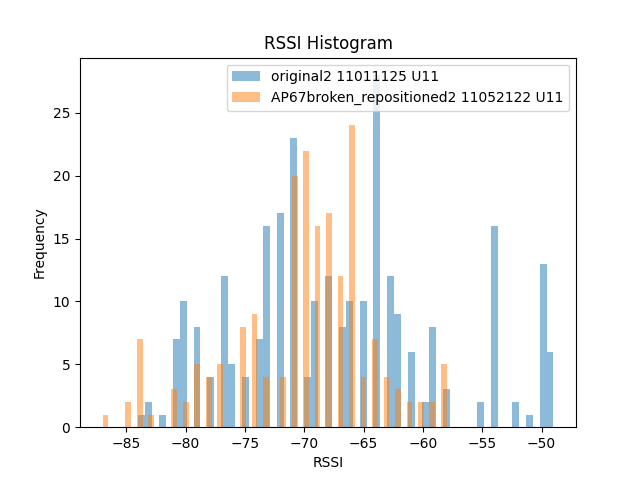 RSSI Histogram
original2 11011125 U11
AP67broken_repositioned2 11052122 U11
Frequency
25
20
15
10
5
0
−85
−80
−75
−70
−65
−60
−55
−50
RSSI